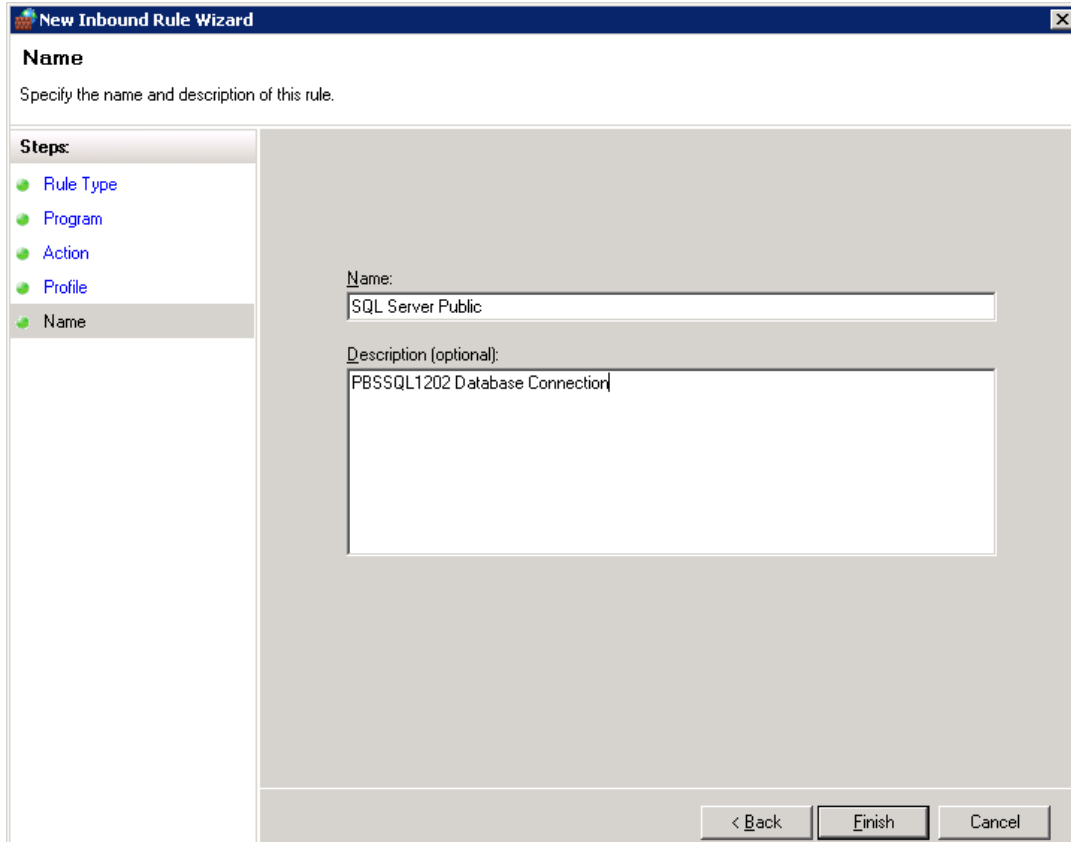 New Inbound Rule Wizard
Name
Specify the name and description of this rule.
Steps:
Rule Type
Program
Action
Profile
Name
Name:
SQL Server Public
Description (optional):
PBSSQL1202 Database Connection
< Back
Finish
Cancel